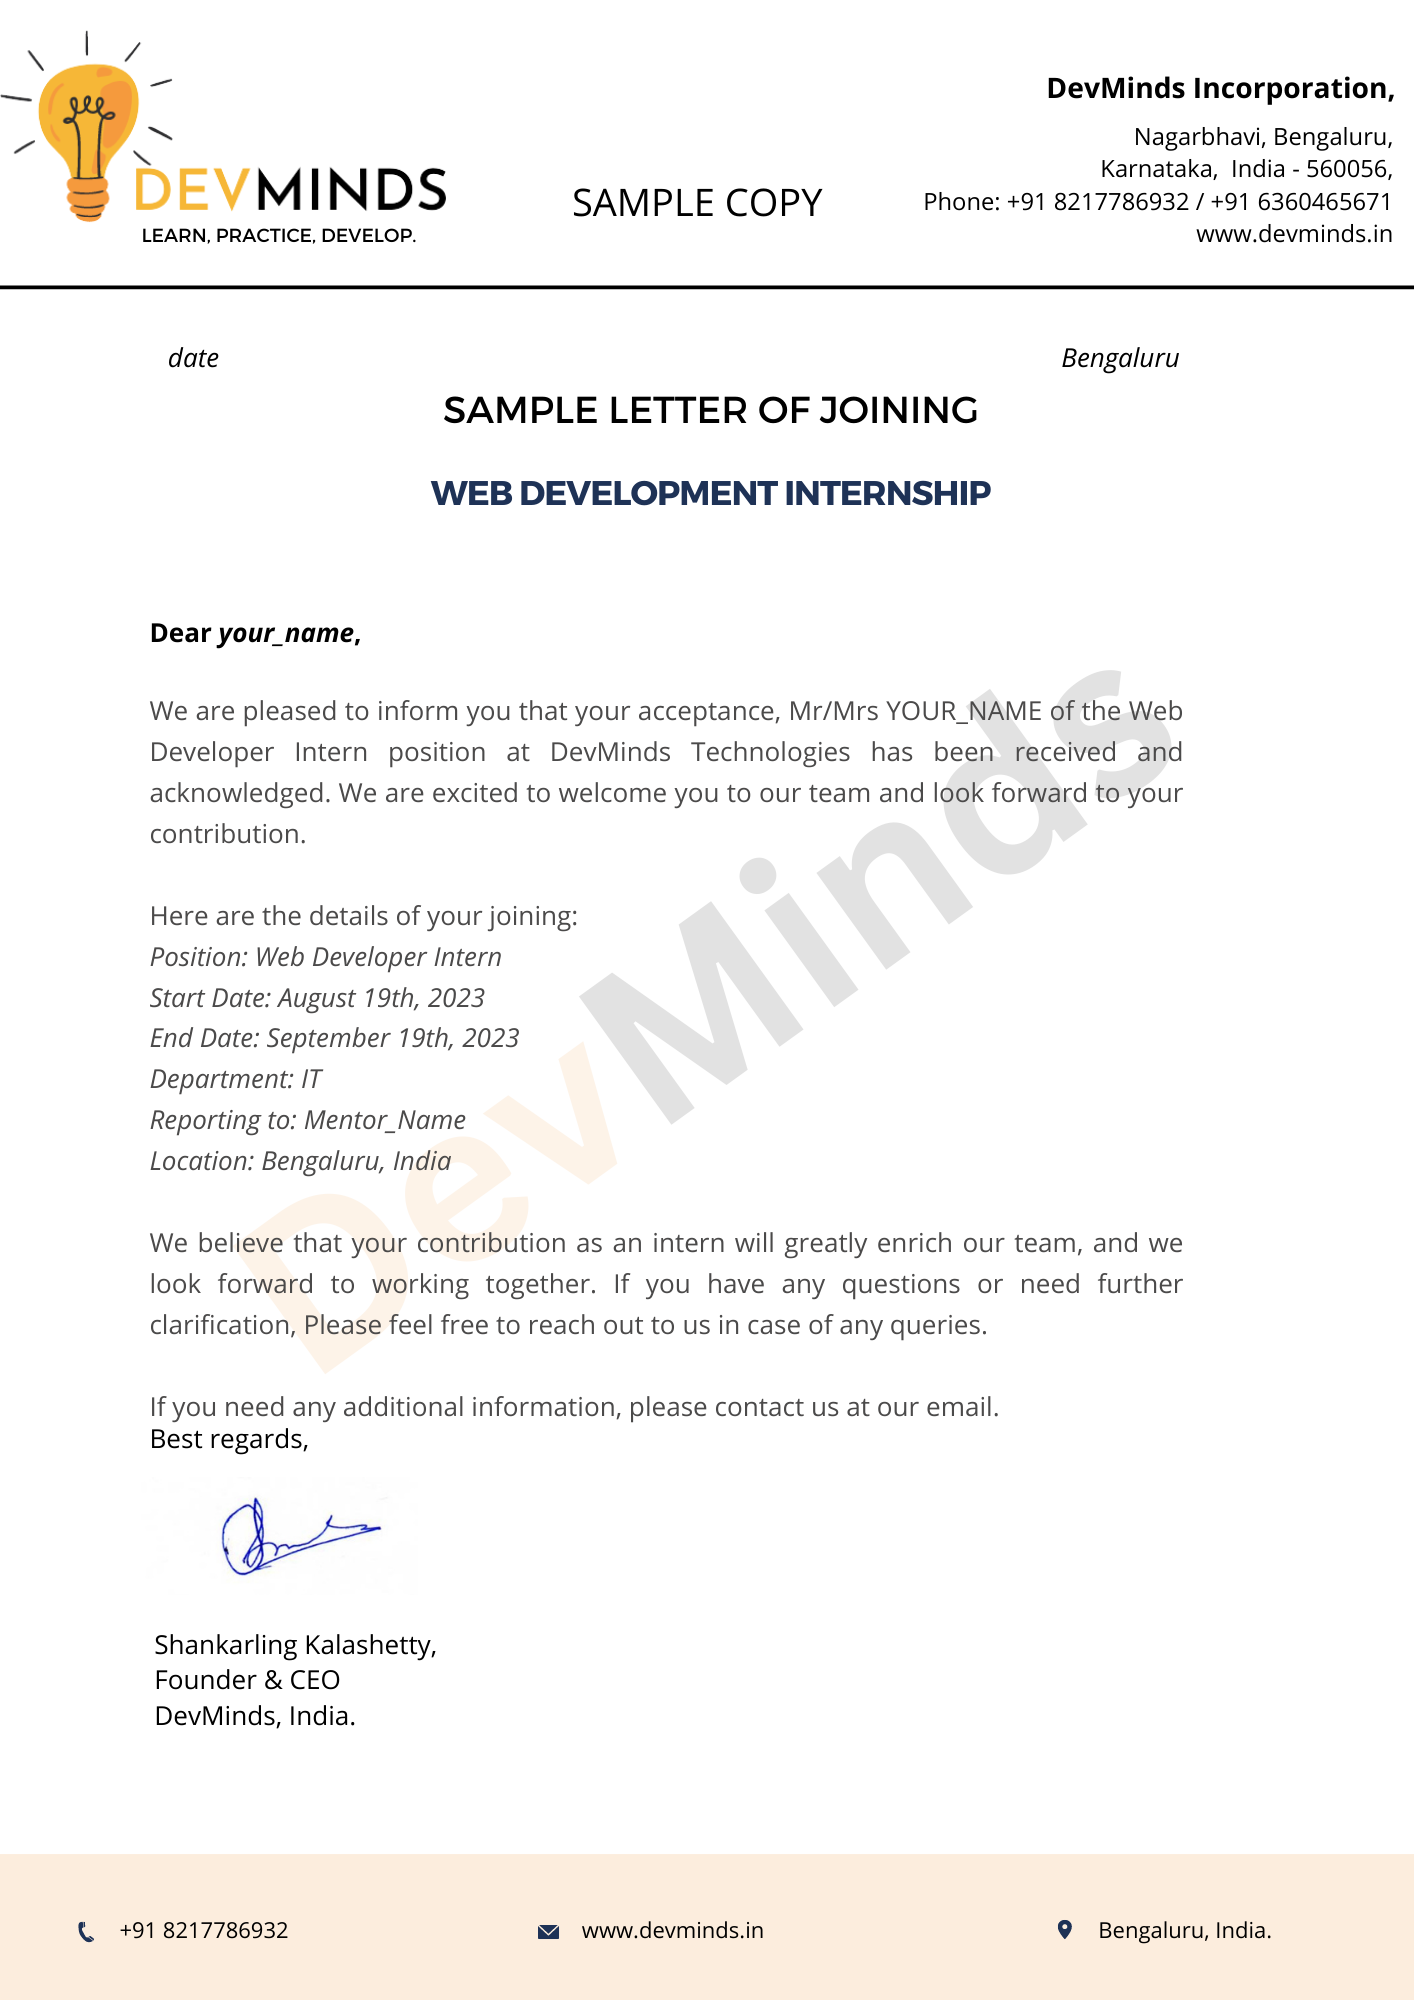 DEVMINDS
LEARN, PRACTICE, DEVELOP.
SAMPLE COPY
DevMinds Incorporation,
Nagarbhavi, Bengaluru,
Karnataka, India - 560056,
Phone: +91 8217786932 / +91 6360465671
www.devminds.in
date
Bengaluru
SAMPLE LETTER OF JOINING
WEB DEVELOPMENT INTERNSHIP
Dear your_name,
We are pleased to inform you that your acceptance, Mr/Mrs YOUR_NAME of the Web
Developer Intern position at DevMinds Technologies has been received and
acknowledged. We are excited to welcome you to our team and look forward to your
contribution.
Here are the details of your joining:
Position: Web Developer Intern
Start Date: August 19th, 2023
End Date: September 19th, 2023
Department: IT
Reporting to: Mentor_Name
Location: Bengaluru, India
DevMinds
We believe that your contribution as an intern will greatly enrich our team, and we
look forward to working together. If you have any questions or need further
clarification, Please feel free to reach out to us in case of any queries.
If you need any additional information, please contact us at our email.
Best regards,
Shankarling Kalashetty,
Founder & CEO
DevMinds, India.
+91 8217786932
www.devminds.in
Bengaluru, India.